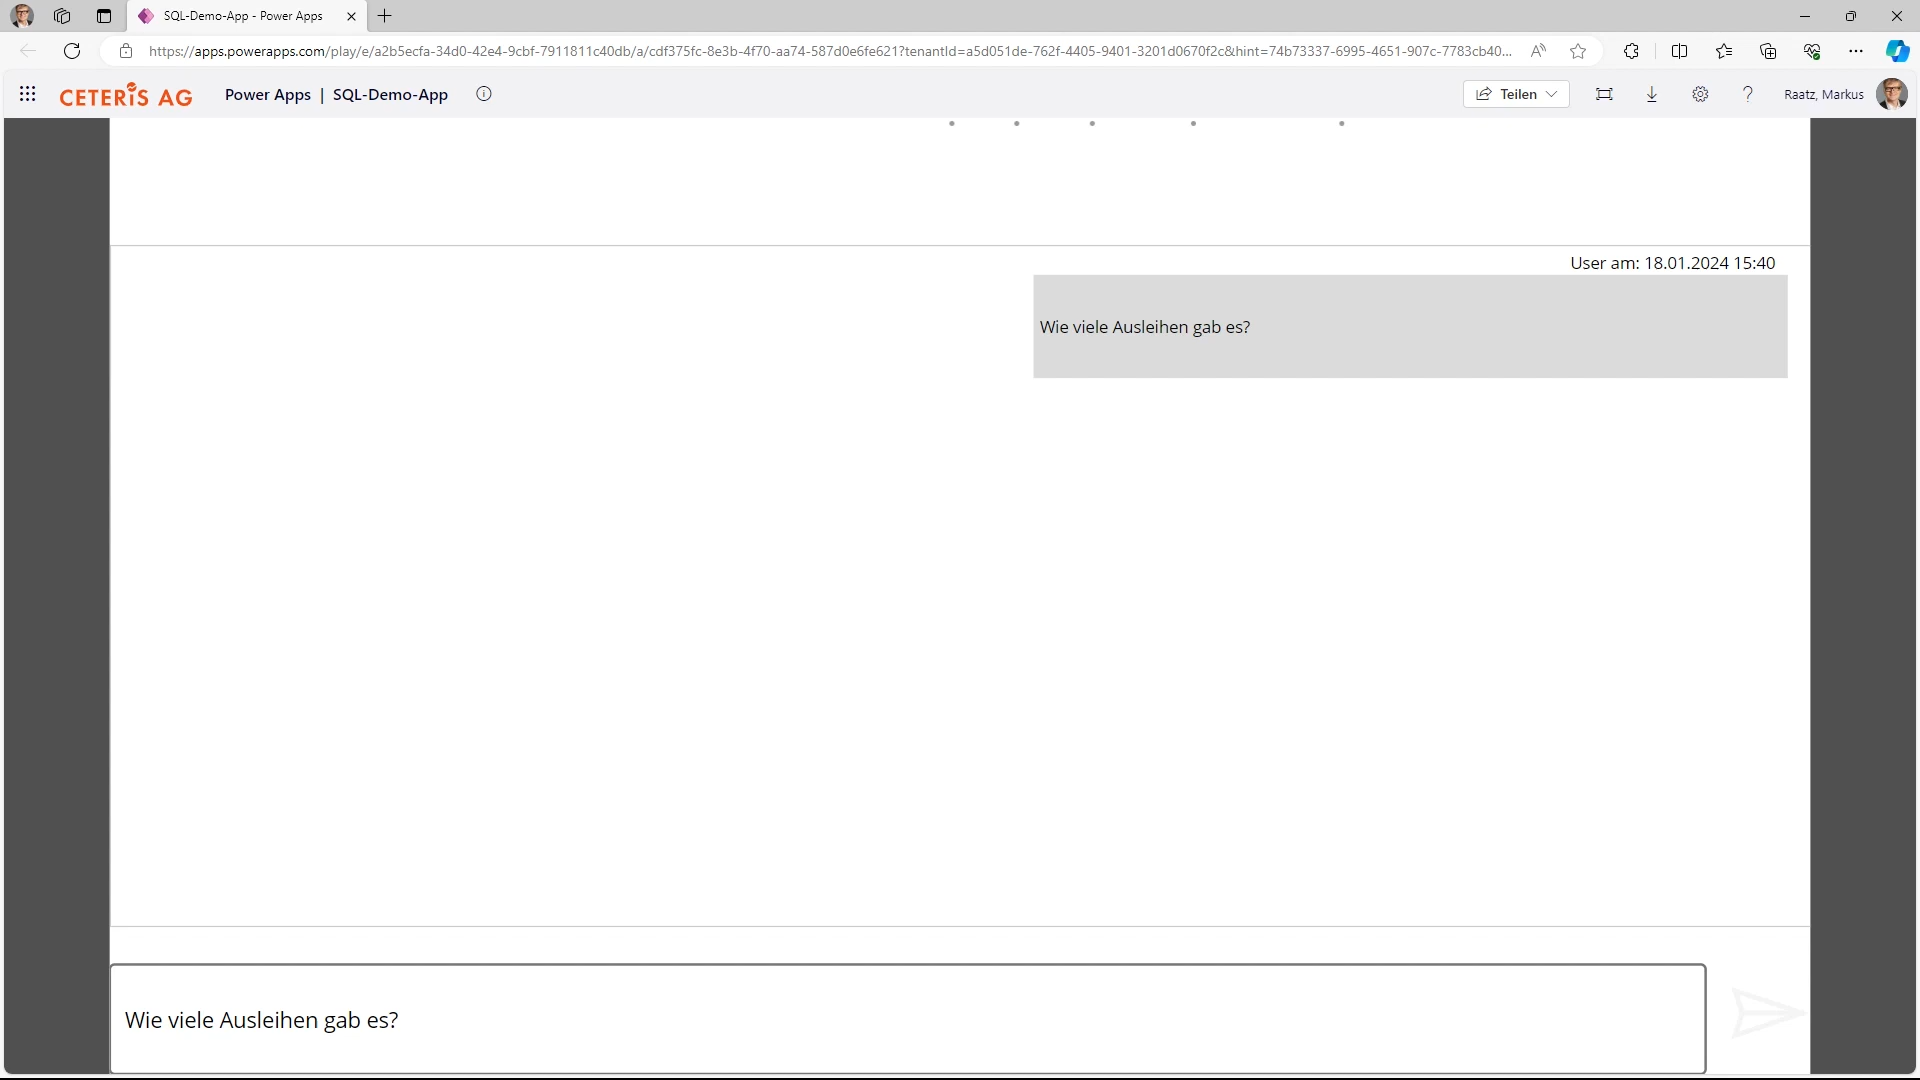 SQL-Demo-App - Power Apps
https://apps.powerapps.com/play/e/a2b5ecfa-34d0-42e4-9cbf-7911811c40db/a/cdf375fc-8e3b-4f70-aa74-587d0e6fe621?tenantId=a5d051de-762f-4405-9401-3201d0670f2c&hint=74b73337-6995-4651-907c-7783cb40...
CETERIS AG Power Apps | SQL-Demo-App Teilen Raatz, Markus
User am: 18.01.2024 15:40
Wie viele Ausleihen gab es?
Wie viele Ausleihen gab es?